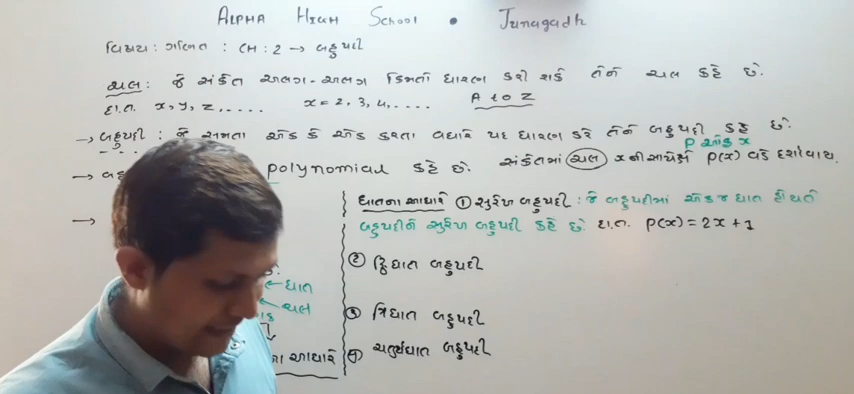 ALPHA HIGH SCHOOL • Junagadh
વિષય : ગણિત : CH : 2 → બહુપદી
ચલ : જે સંકેત અલગ-અલગ કિંમતો ધારણ કરી શકે તેને ચલ કહે છે.
દા.ત. x, y, z, .... x = 2, 3, 4, .... A to Z
→ બહુપદી : જે સમતા એક કે એક કરતા વધારે પદ ધારણ કરે તેને બહુપદી કહે છે.
P ઓફ x
→ polynomial કહે છે. સંકેતમાં ચલ x ની સાપેક્ષે P(x) વડે દર્શાવાય.
→
ઘાતના આધારે ① સુરેખ બહુપદી : જે બહુપદીમાં એક જ ઘાત હોય તે
બહુપદીને સુરેખ બહુપદી કહે છે. દા.ત. P(x) = 2x + 1
② દ્વિઘાત બહુપદી
← ઘાત
← ચલ
③ ત્રિઘાત બહુપદી
ના આધારે
④ ચતુર્થઘાત બહુપદી